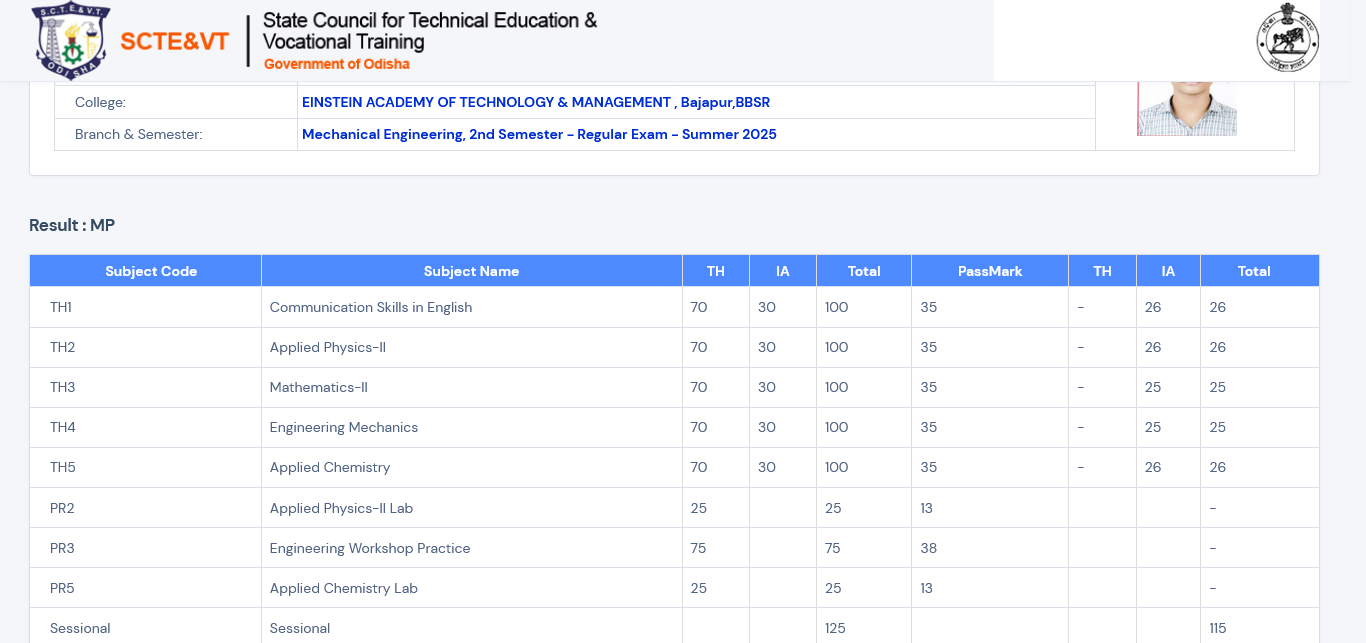 S.C.T.E.& V.T.
ODISHA
SCTE&VT
State Council for Technical Education &
Vocational Training
Government of Odisha
College: EINSTEIN ACADEMY OF TECHNOLOGY & MANAGEMENT , Bajapur,BBSR
Branch & Semester: Mechanical Engineering, 2nd Semester - Regular Exam - Summer 2025
Result : MP
Subject Code Subject Name TH IA Total PassMark TH IA Total
TH1 Communication Skills in English 70 30 100 35 - 26 26
TH2 Applied Physics-II 70 30 100 35 - 26 26
TH3 Mathematics-II 70 30 100 35 - 25 25
TH4 Engineering Mechanics 70 30 100 35 - 25 25
TH5 Applied Chemistry 70 30 100 35 - 26 26
PR2 Applied Physics-II Lab 25 25 13 -
PR3 Engineering Workshop Practice 75 75 38 -
PR5 Applied Chemistry Lab 25 25 13 -
Sessional Sessional 125 115